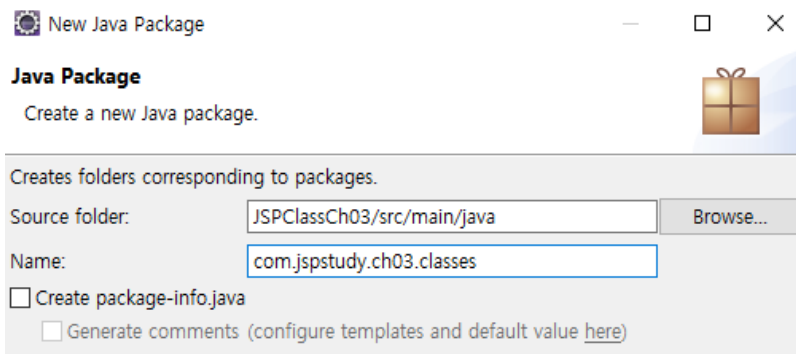 New Java Package
Java Package
Create a new Java package.
Creates folders corresponding to packages.
Source folder: JSPClassCh03/src/main/java Browse...
Name: com.jspstudy.ch03.classes
Create package-info.java
Generate comments (configure templates and default value here)